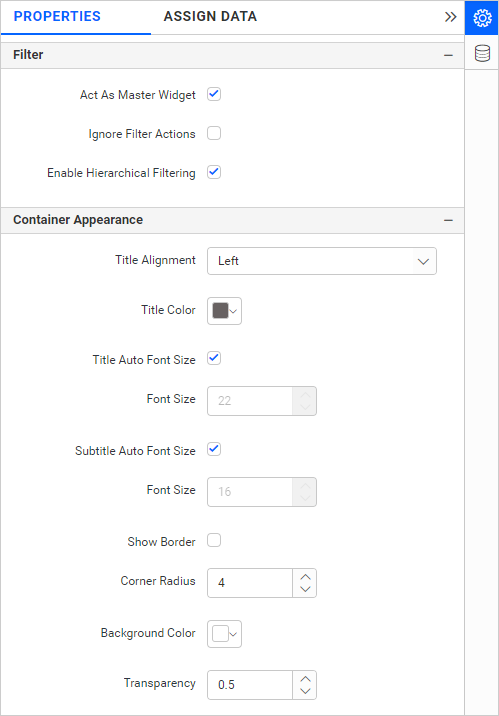 PROPERTIES ASSIGN DATA
Filter
Act As Master Widget
Ignore Filter Actions
Enable Hierarchical Filtering
Container Appearance
Title Alignment Left
Title Color
Title Auto Font Size
Font Size 22
Subtitle Auto Font Size
Font Size 16
Show Border
Corner Radius 4
Background Color
Transparency 0.5